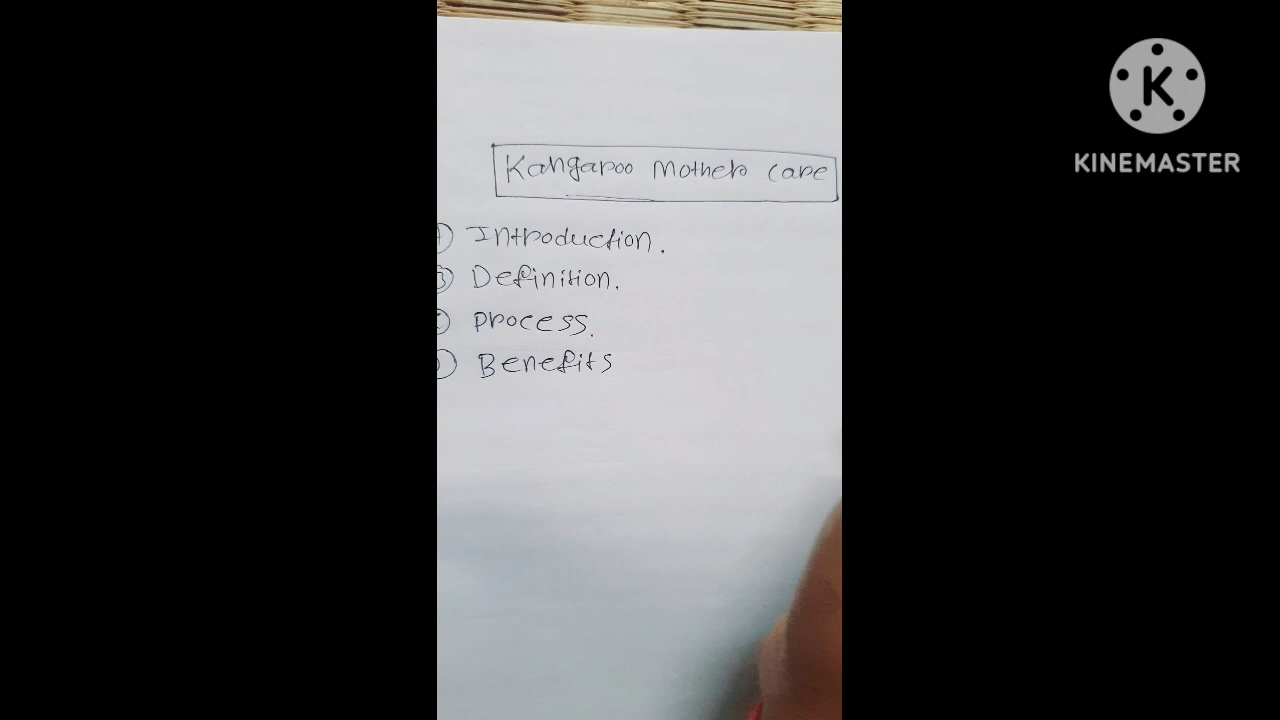 Kangaroo Mother Care
A Introduction.
B Definition.
C Process.
D Benefits
K
KINEMASTER